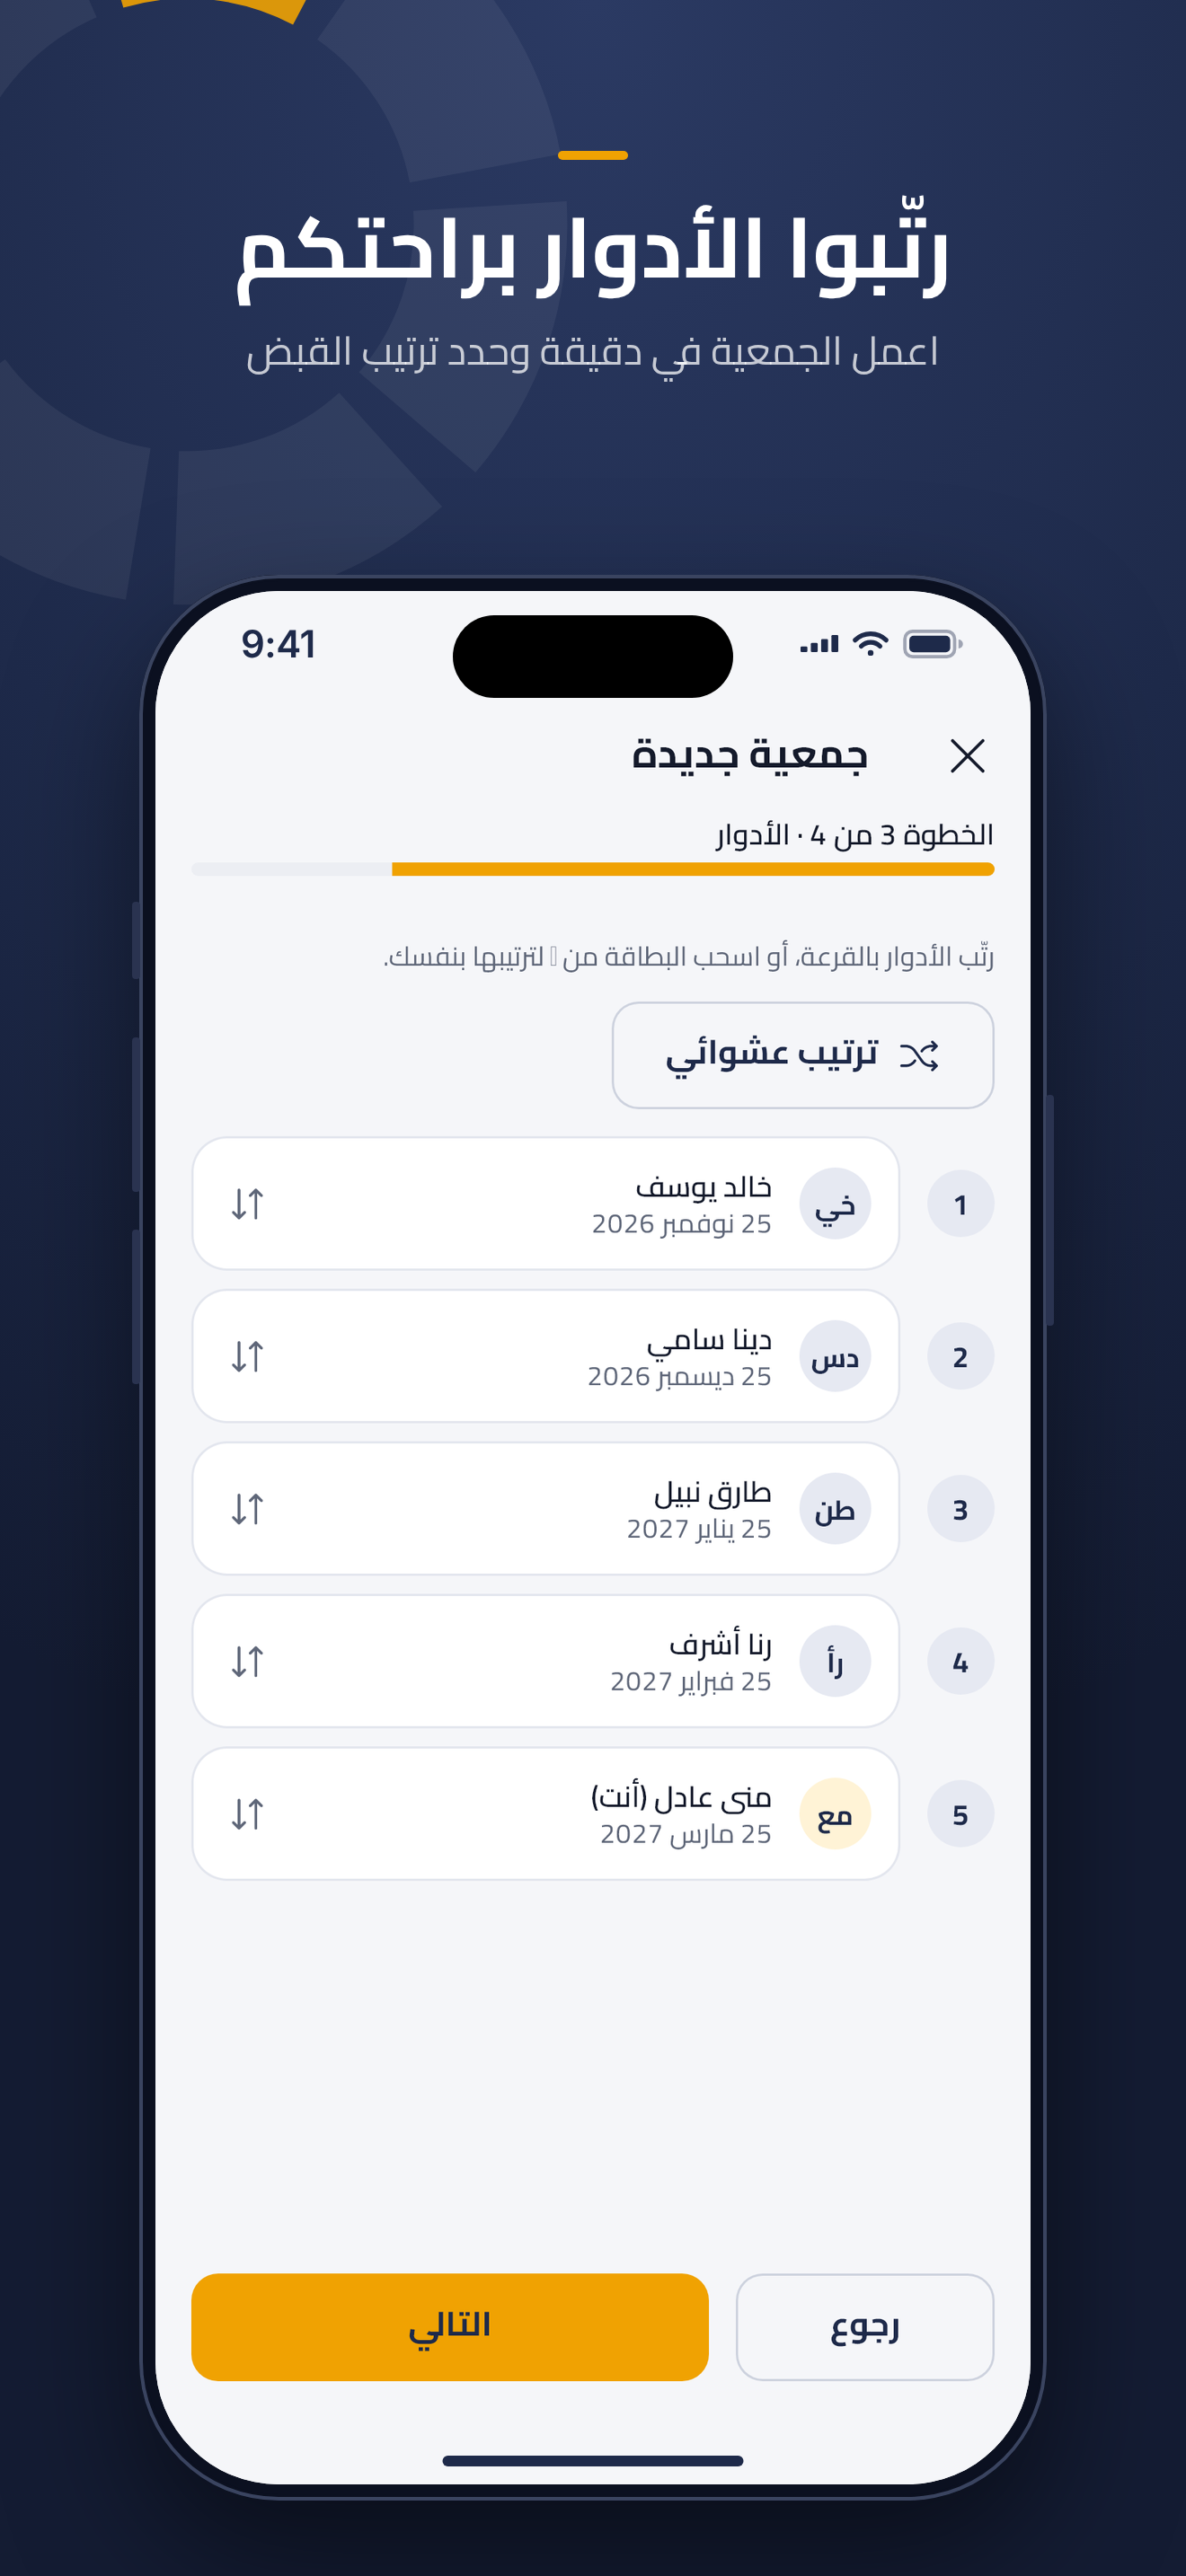 رتّبوا الأدوار براحتكم
اعمل الجمعية في دقيقة وحدد ترتيب القبض
9:41
جمعية جديدة
الخطوة 3 من 4 · الأدوار
رتّب الأدوار بالقرعة، أو اسحب البطاقة من ▯ لترتيبها بنفسك.
ترتيب عشوائي
1
خي
خالد يوسف
25 نوفمبر 2026
2
دس
دينا سامي
25 ديسمبر 2026
3
طن
طارق نبيل
25 يناير 2027
4
رأ
رنا أشرف
25 فبراير 2027
5
مع
منى عادل (أنت)
25 مارس 2027
رجوع
التالي